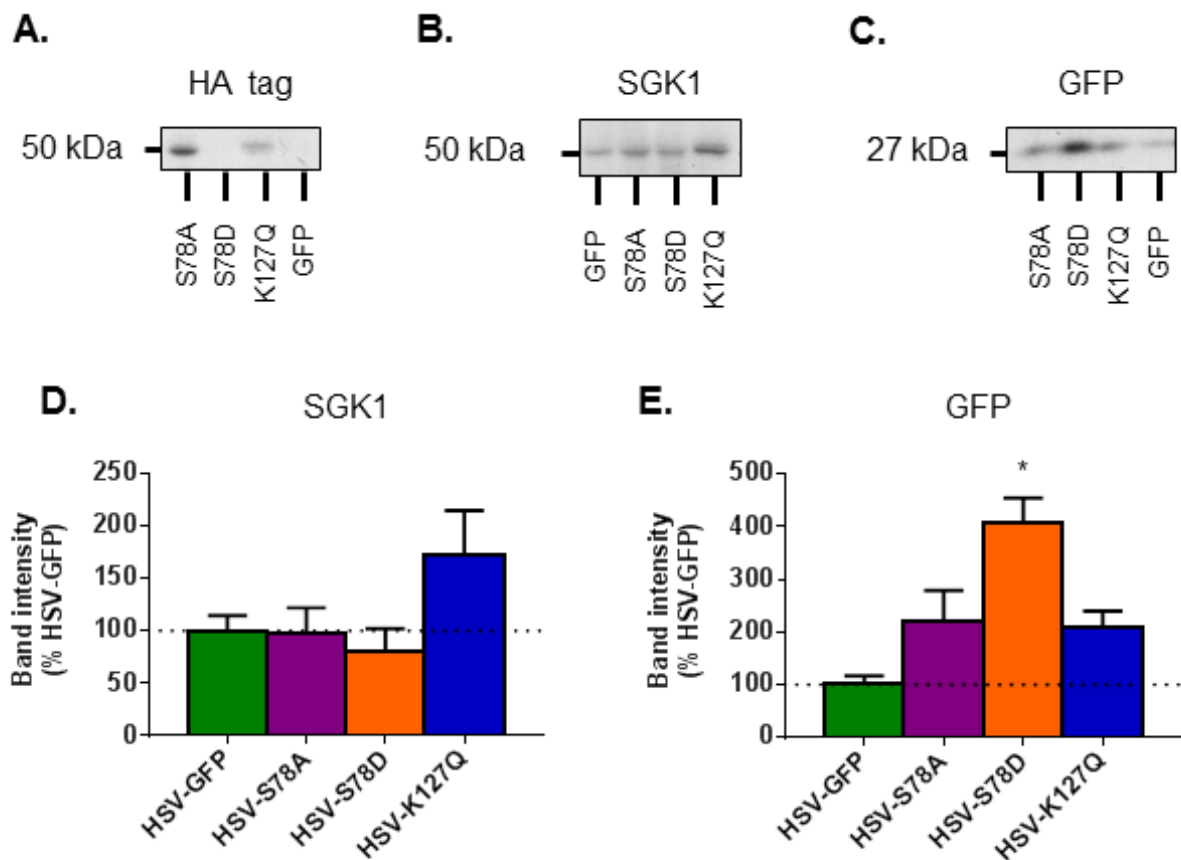 A.
HA tag
50 kDa
S78A
S78D
K127Q
GFP
B.
SGK1
50 kDa
GFP
S78A
S78D
K127Q
C.
GFP
27 kDa
S78A
S78D
K127Q
GFP
D.
SGK1
Band intensity
(% HSV-GFP)
250
200
150
100
50
0
HSV-GFP
HSV-S78A
HSV-S78D
HSV-K127Q
E.
GFP
Band intensity
(% HSV-GFP)
500
400
300
200
100
0
*
HSV-GFP
HSV-S78A
HSV-S78D
HSV-K127Q